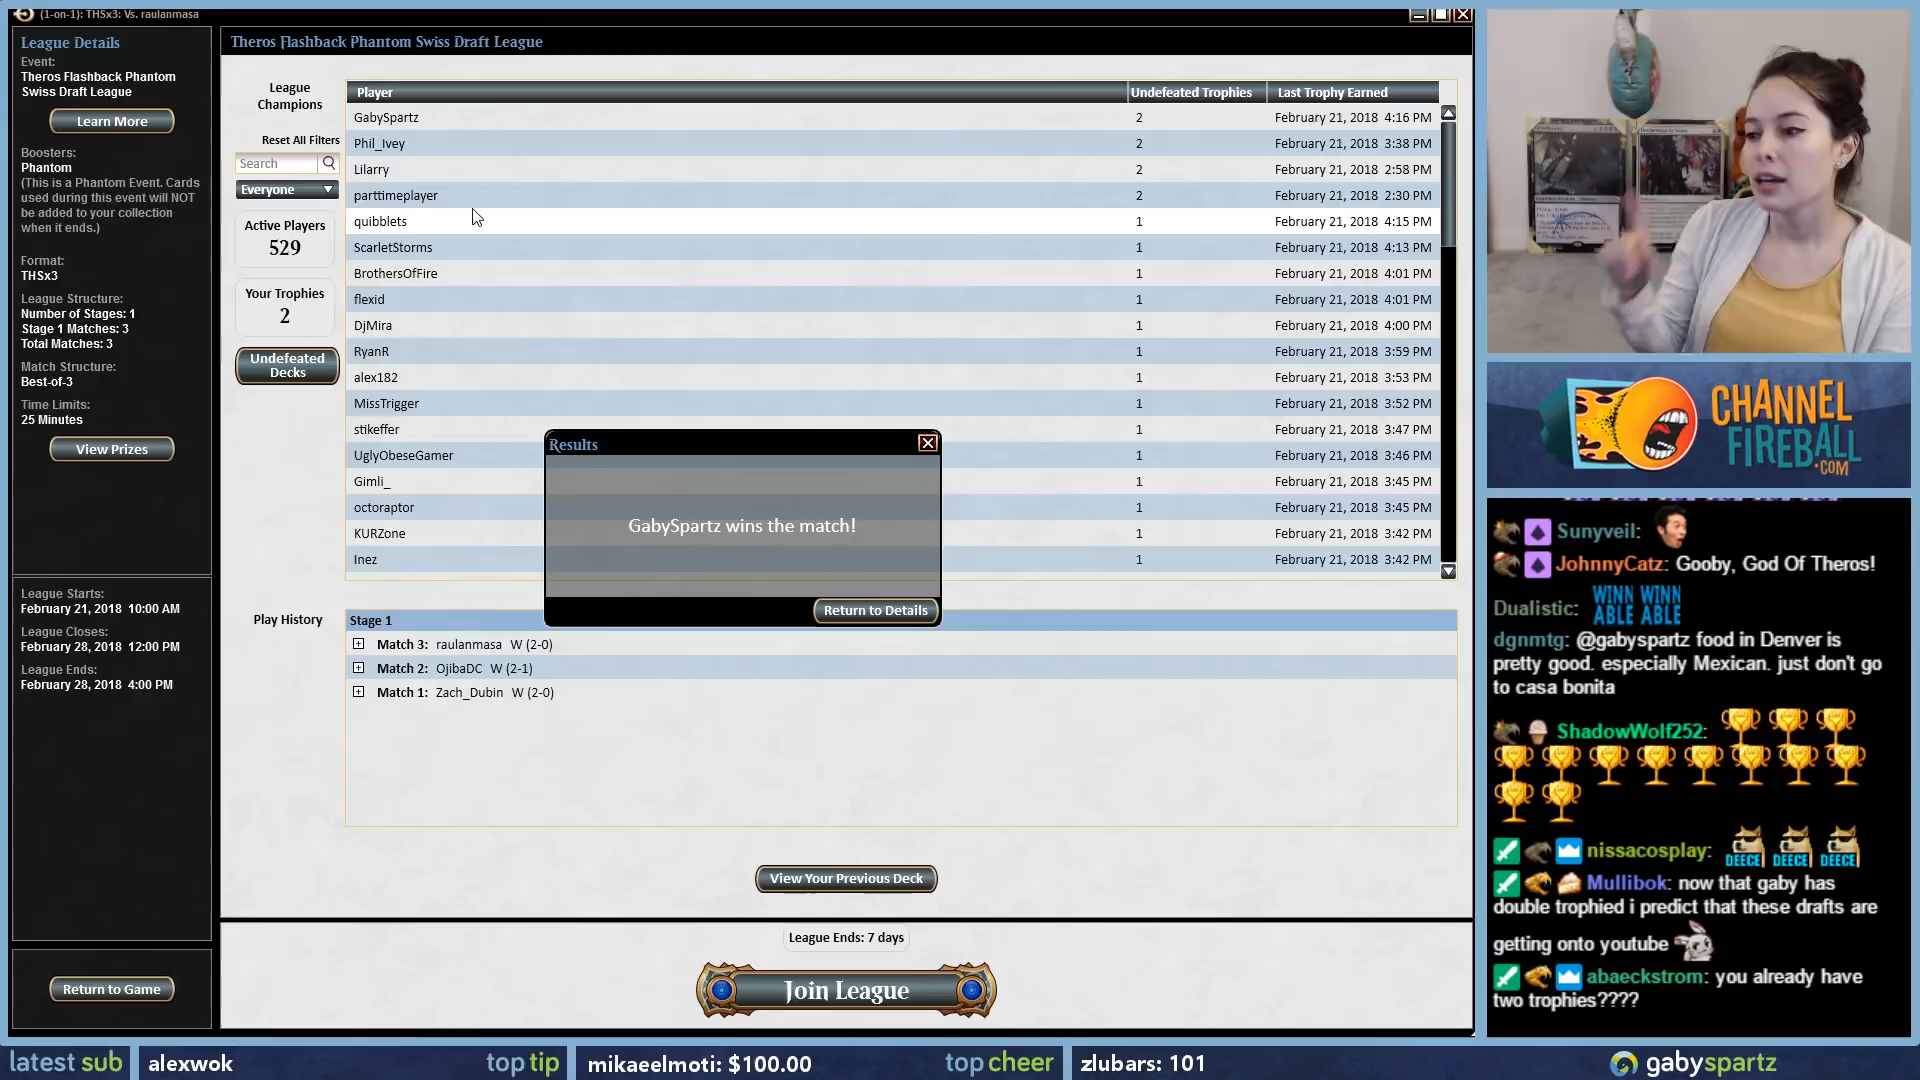 (1-on-1): THSx3: Vs. raulanmasa
League Details
Event:
Theros Flashback Phantom
Swiss Draft League
Learn More
Boosters:
Phantom
(This is a Phantom Event. Cards
used during this event will NOT
be added to your collection
when it ends.)
Format:
THSx3
League Structure:
Number of Stages: 1
Stage 1 Matches: 3
Total Matches: 3
Match Structure:
Best-of-3
Time Limits:
25 Minutes
View Prizes
League Starts:
February 21, 2018 10:00 AM
League Closes:
February 28, 2018 12:00 PM
League Ends:
February 28, 2018 4:00 PM
Return to Game
Theros Flashback Phantom Swiss Draft League
League
Champions
Reset All Filters
Search
Everyone
Active Players
529
Your Trophies
2
Undefeated
Decks
Player Undefeated Trophies Last Trophy Earned
GabySpartz 2 February 21, 2018 4:16 PM
Phil_Ivey 2 February 21, 2018 3:38 PM
Lilarry 2 February 21, 2018 2:58 PM
parttimeplayer 2 February 21, 2018 2:30 PM
quibblets 1 February 21, 2018 4:15 PM
ScarletStorms 1 February 21, 2018 4:13 PM
BrothersOfFire 1 February 21, 2018 4:01 PM
flexid 1 February 21, 2018 4:01 PM
DjMira 1 February 21, 2018 4:00 PM
RyanR 1 February 21, 2018 3:59 PM
alex182 1 February 21, 2018 3:53 PM
MissTrigger 1 February 21, 2018 3:52 PM
stikeffer 1 February 21, 2018 3:47 PM
UglyObeseGamer 1 February 21, 2018 3:46 PM
Gimli_ 1 February 21, 2018 3:45 PM
octoraptor 1 February 21, 2018 3:45 PM
KURZone 1 February 21, 2018 3:42 PM
Inez 1 February 21, 2018 3:42 PM
Results
GabySpartz wins the match!
Return to Details
Play History
Stage 1
Match 3: raulanmasa W (2-0)
Match 2: OjibaDC W (2-1)
Match 1: Zach_Dubin W (2-0)
View Your Previous Deck
League Ends: 7 days
Join League
CHANNEL
FIREBALL
.COM
Sunyveil:
JohnnyCatz: Gooby, God Of Theros!
Dualistic: WINN ABLE WINN ABLE
dgnmtg: @gabyspartz food in Denver is
pretty good. especially Mexican. just don't go
to casa bonita
ShadowWolf252:
nissacosplay: DEECE DEECE DEECE
Mullibok: now that gaby has
double trophied i predict that these drafts are
getting onto youtube
abaeckstrom: you already have
two trophies????
latest sub alexwok top tip mikaeelmoti: $100.00 top cheer zlubars: 101 gabyspartz